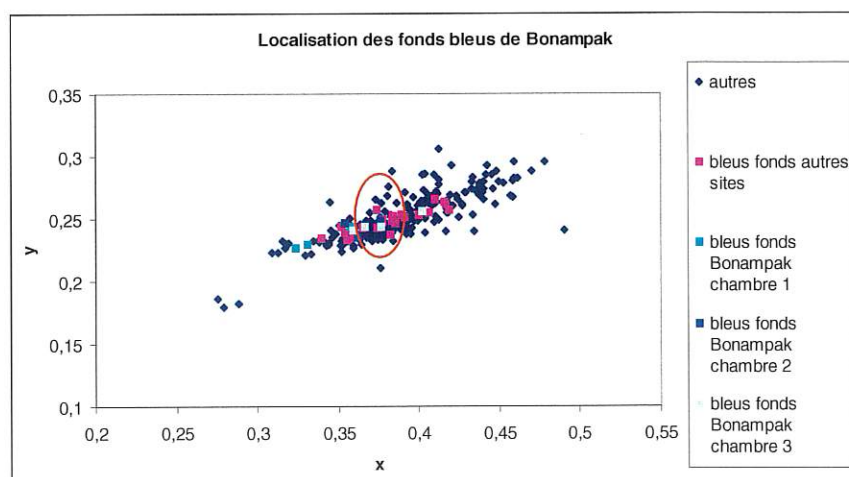 Localisation des fonds bleus de Bonampak
0,35
0,3
0,25
0,2
0,15
0,1
y
0,2
0,25
0,3
0,35
0,4
0,45
0,5
0,55
x
autres
bleus fonds autres
sites
bleus fonds
Bonampak
chambre 1
bleus fonds
Bonampak
chambre 2
bleus fonds
Bonampak
chambre 3